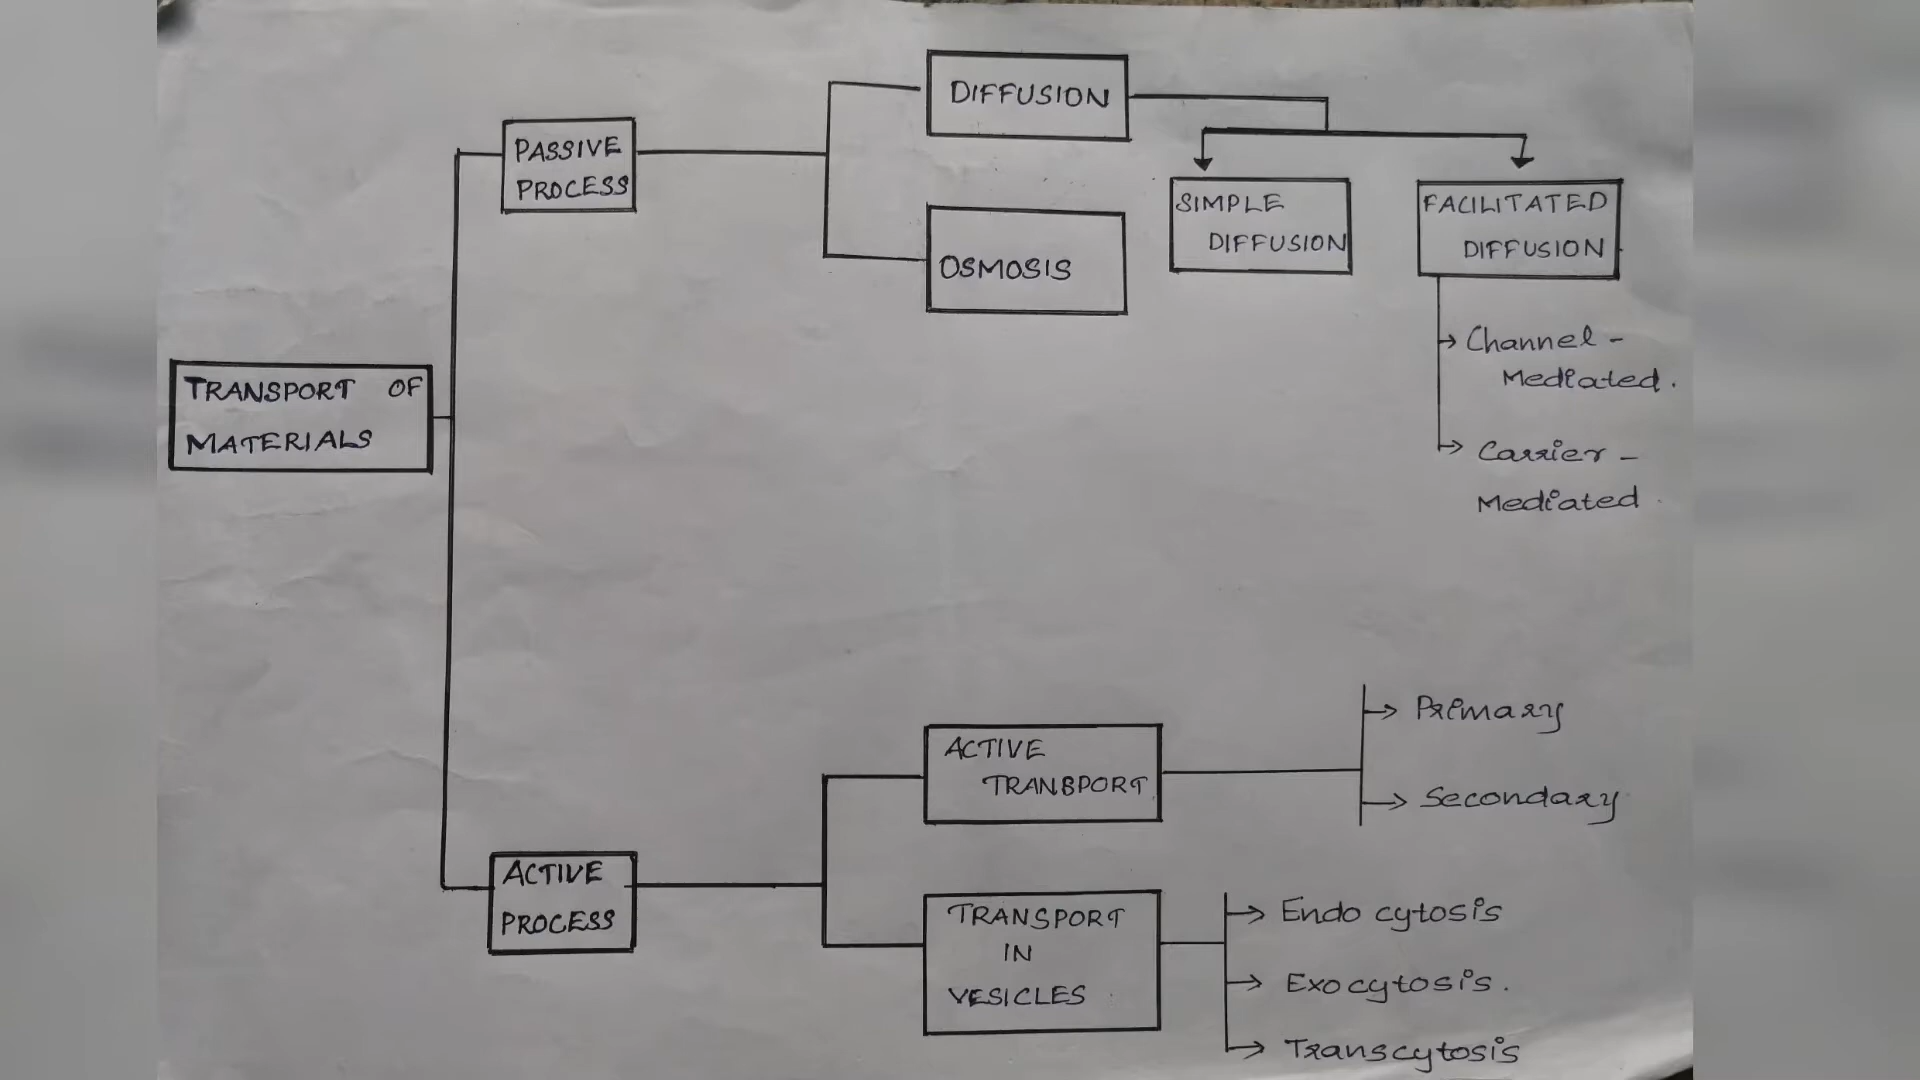 DIFFUSION
PASSIVE
PROCESS
SIMPLE
DIFFUSION
FACILITATED
DIFFUSION
OSMOSIS
Channel -
Mediated.
TRANSPORT OF
MATERIALS
Carrier -
Mediated.
Primary
ACTIVE
TRANSPORT
Secondary
ACTIVE
PROCESS
TRANSPORT
IN
VESICLES
Endo cytosis
Exocytosis.
Transcytosis